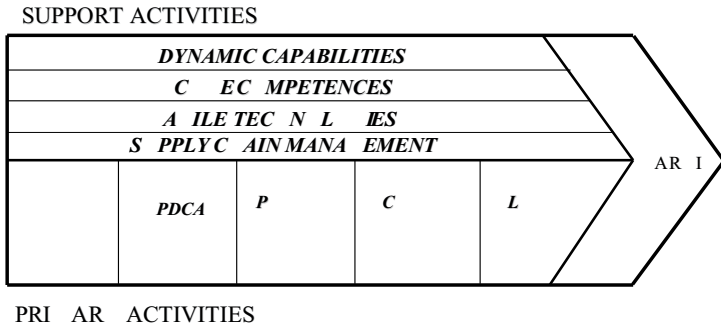 SUPPORT ACTIVITIES
DYNAMIC CAPABILITIES
C EC MPETENCES
A ILE TEC N L IES
S PPLY C AIN MANA EMENT
AR I
PDCA P C L
PRI AR ACTIVITIES